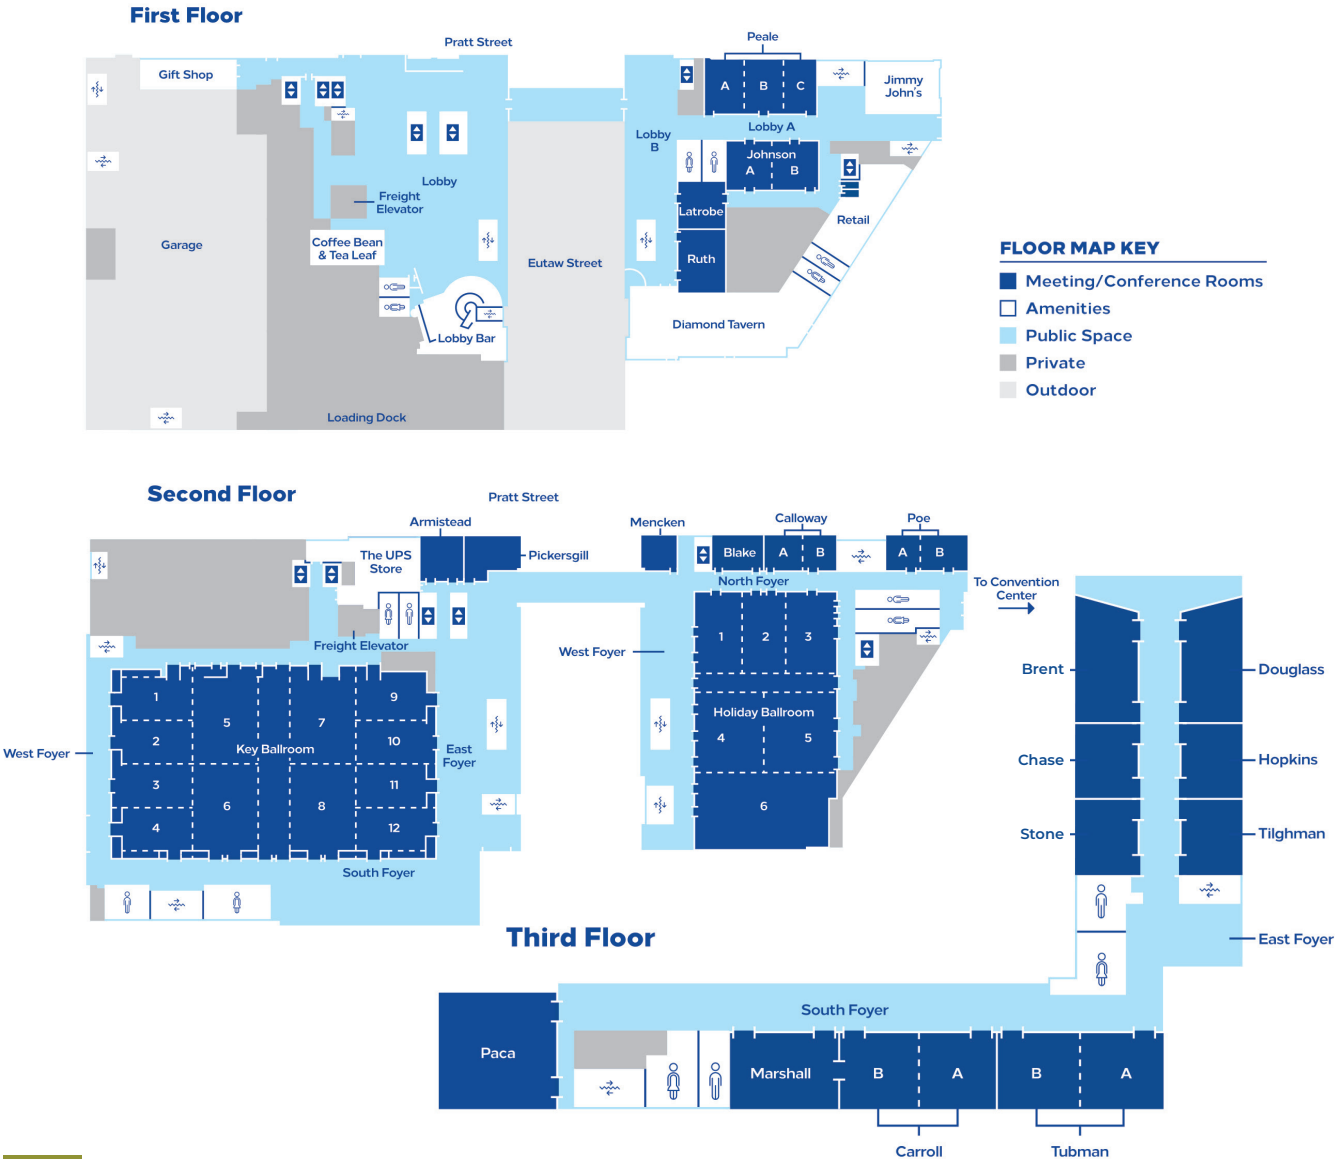 First Floor
Pratt Street
Peale
Gift Shop
A
B
C
Jimmy
John's
Lobby
B
Lobby A
Johnson
A
B
Lobby
Freight
Elevator
Latrobe
Retail
Garage
Coffee Bean
& Tea Leaf
Eutaw Street
Ruth
Diamond Tavern
Lobby Bar
Loading Dock
FLOOR MAP KEY
Meeting/Conference Rooms
Amenities
Public Space
Private
Outdoor
Second Floor
Pratt Street
Armistead
Mencken
Calloway
Poe
The UPS
Store
Pickersgill
Blake
A
B
A
B
North Foyer
To Convention
Center
Freight Elevator
West Foyer
1
2
3
Holiday Ballroom
4
5
6
1
2
3
4
5
6
7
8
9
10
11
12
Key Ballroom
West Foyer
East
Foyer
South Foyer
Brent
Douglass
Chase
Hopkins
Stone
Tilghman
East Foyer
Third Floor
South Foyer
Paca
Marshall
B
A
B
A
Carroll
Tubman